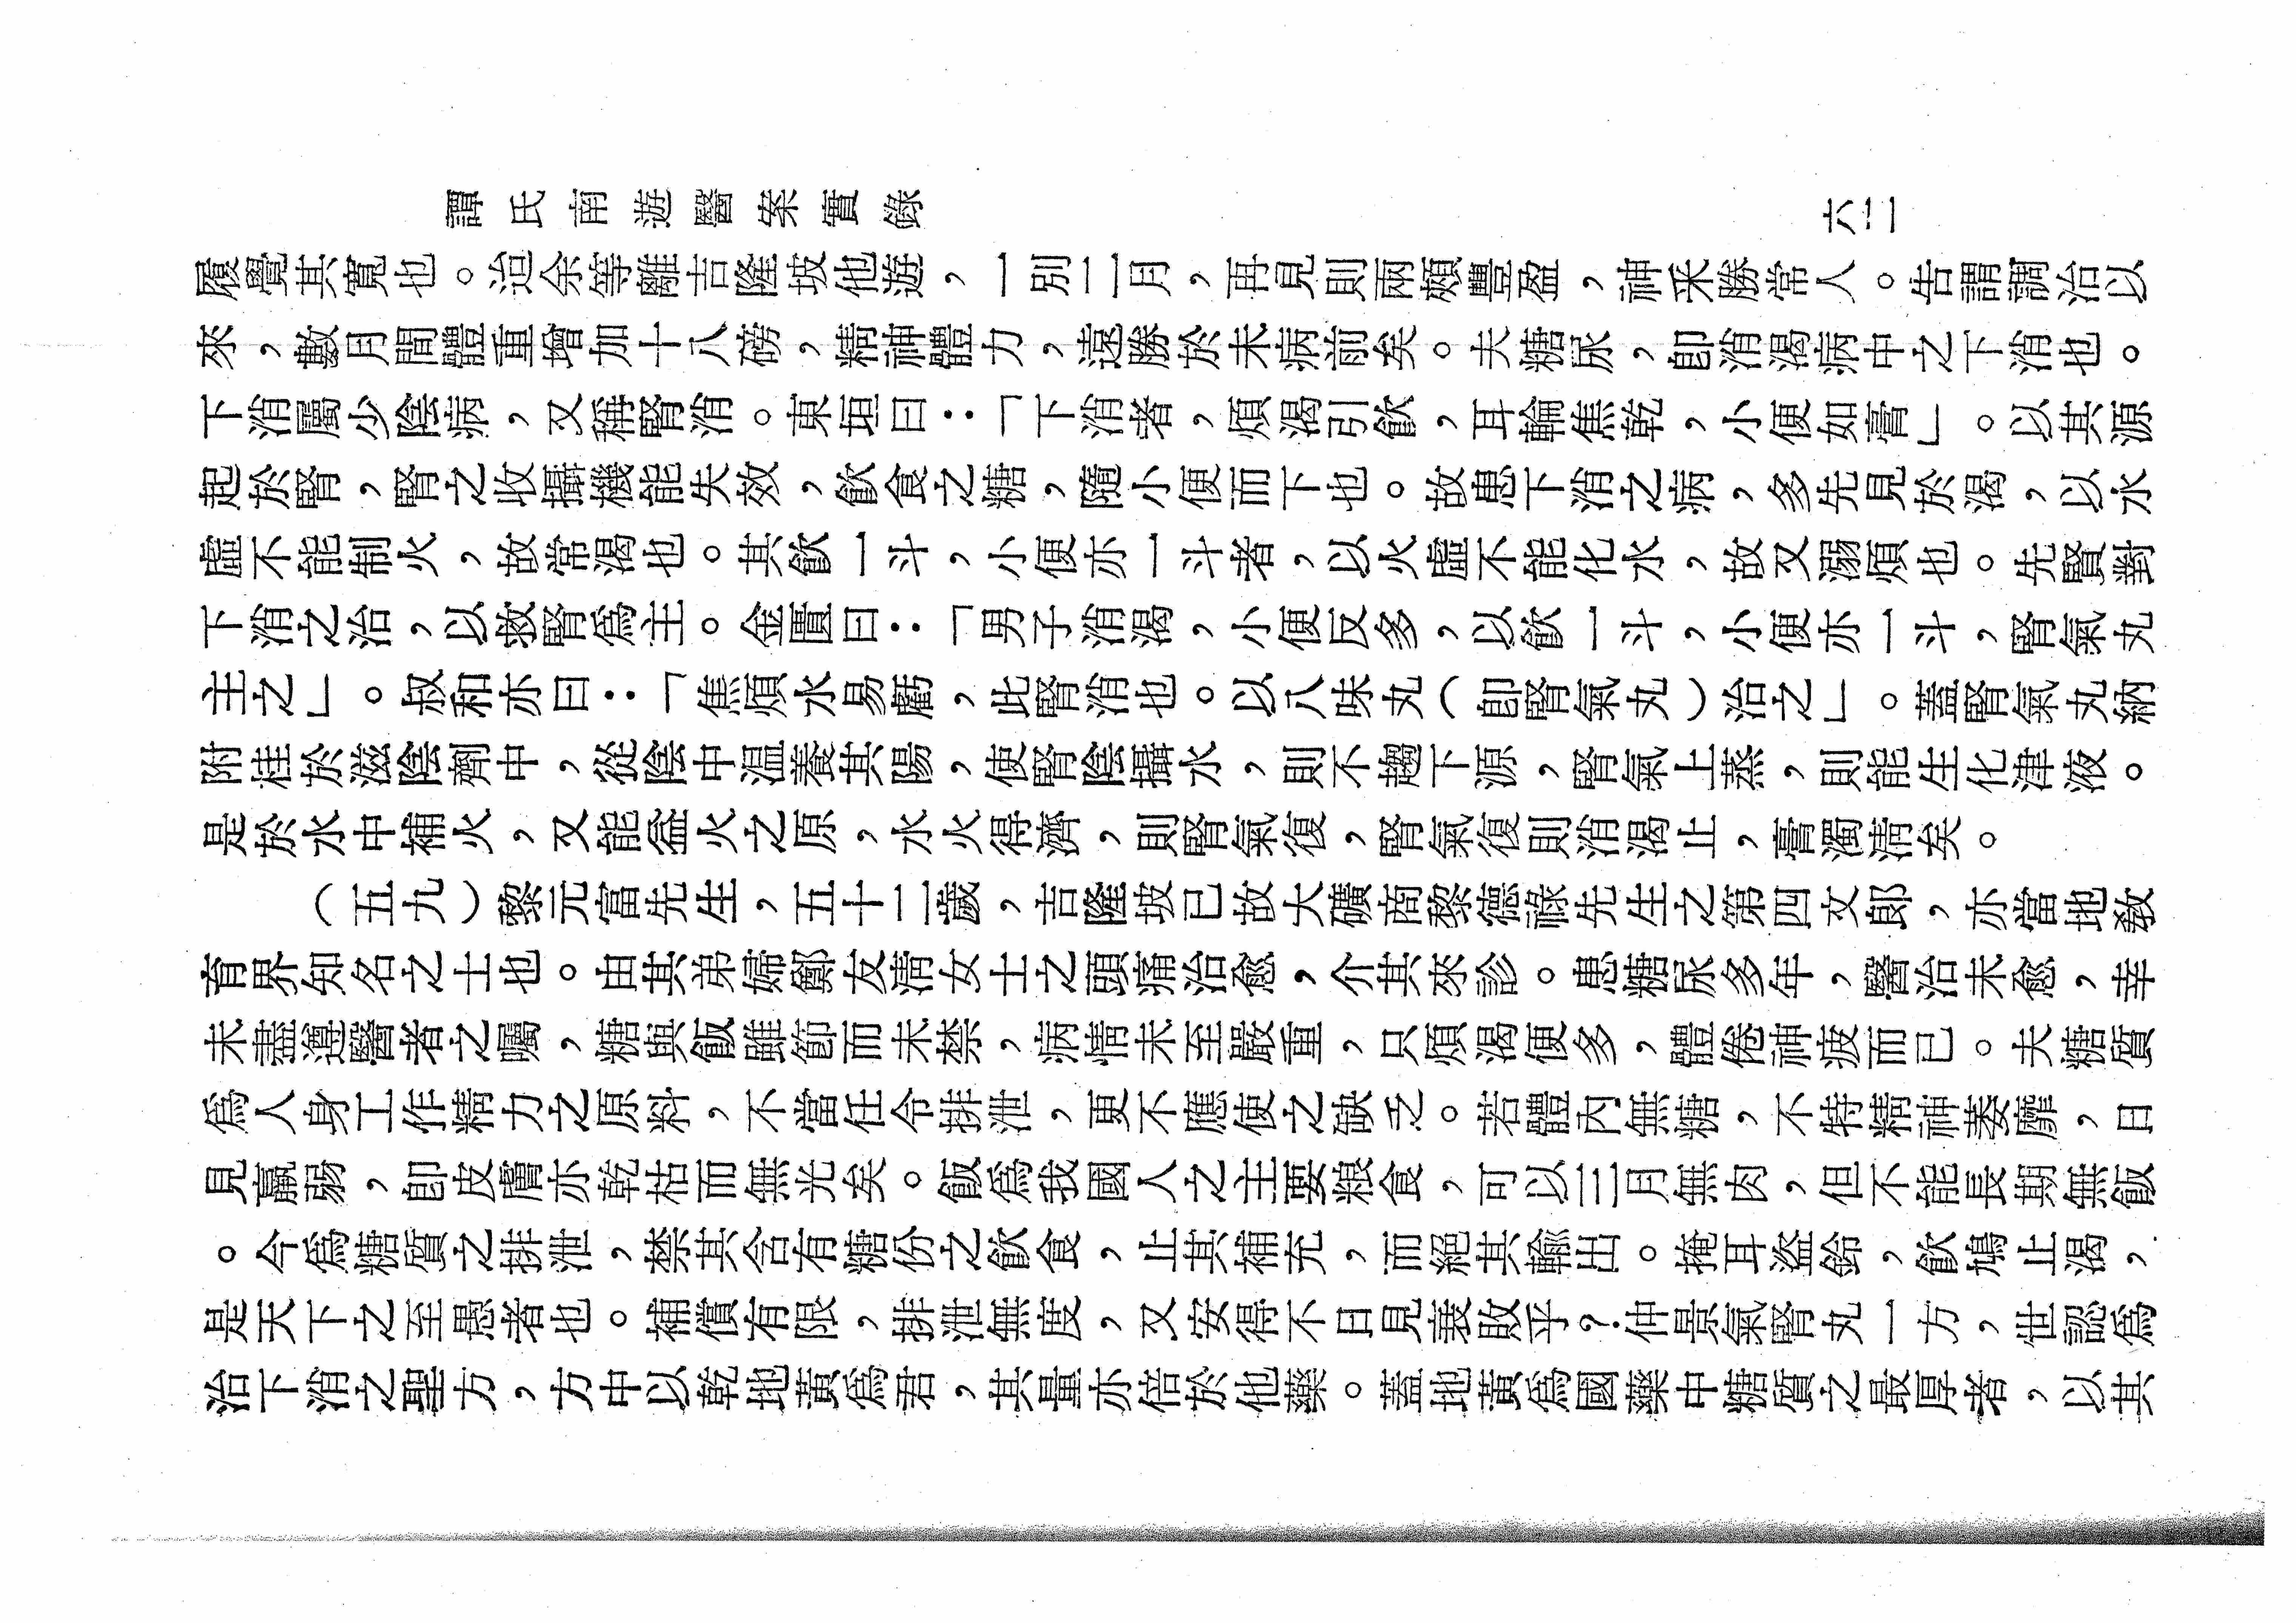 譚氏南遊醫案實錄
六二
履覺其寬也。迨余等離吉隆坡他遊，一別二月，再見則兩頰豐盈，神采勝常人。告謂調治以
來，數月間體重增加十八磅，精神體力，遠勝於未病前矣。夫糖尿，卽消渴病中之下消也。
下消屬少陰病，又稱腎消。東垣曰：「下消者，煩渴引飲，耳輪焦乾，小便如膏」。以其源
起於腎，腎之收攝機能失效，飲食之糖，隨小便而下也。故患下消之病，多先見於渴，以水
虛不能制火，故常渴也。其飲一斗，小便亦一斗者，以火虛不能化水，故又溺煩也。先賢對
下消之治，以救腎爲主。金匱曰：「男子消渴，小便反多，以飲一斗，小便亦一斗，腎氣丸
主之」。叔和亦曰：「焦煩水易虧，此腎消也。以八味丸（卽腎氣丸）治之」。蓋腎氣丸納
附桂於滋陰劑中，從陰中溫養其陽，使腎陰攝水，則不趨下源，腎氣上蒸，則能生化津液。
是於水中補火，又能益火之原，水火得濟，則腎氣復，腎氣復則消渴止，膏濁淸矣。
（五九）黎元富先生，五十二歲，吉隆坡已故大礦商黎德祿先生之第四文郎，亦當地敎
育界知名之士也。由其弟婦鄭友淸女士之頭痛治愈，介其來診。患糖尿多年，醫治未愈，幸
未盡遵醫者之囑，糖與飯雖節而未禁，病情未至嚴重，只煩渴便多，體倦神疲而已。夫糖質
爲人身工作精力之原料，不當任令排泄，更不應使之缺乏。若體內無糖，不特精神萎靡，日
見羸弱，卽皮膚亦乾枯而無光矣。飯爲我國人之主要粮食，可以三月無肉，但不能長期無飯
。今爲糖質之排泄，禁其含有糖份之飲食，止其補充，而絕其輸出。掩耳盜鈴，飲鴆止渴，
是天下之至愚者也。補償有限，排泄無度，又安得不日見衰敗乎？仲景氣腎丸一方，世認爲
治下消之聖方，方中以乾地黃爲君，其量亦倍於他藥。蓋地黃爲國藥中糖質之最厚者，以其